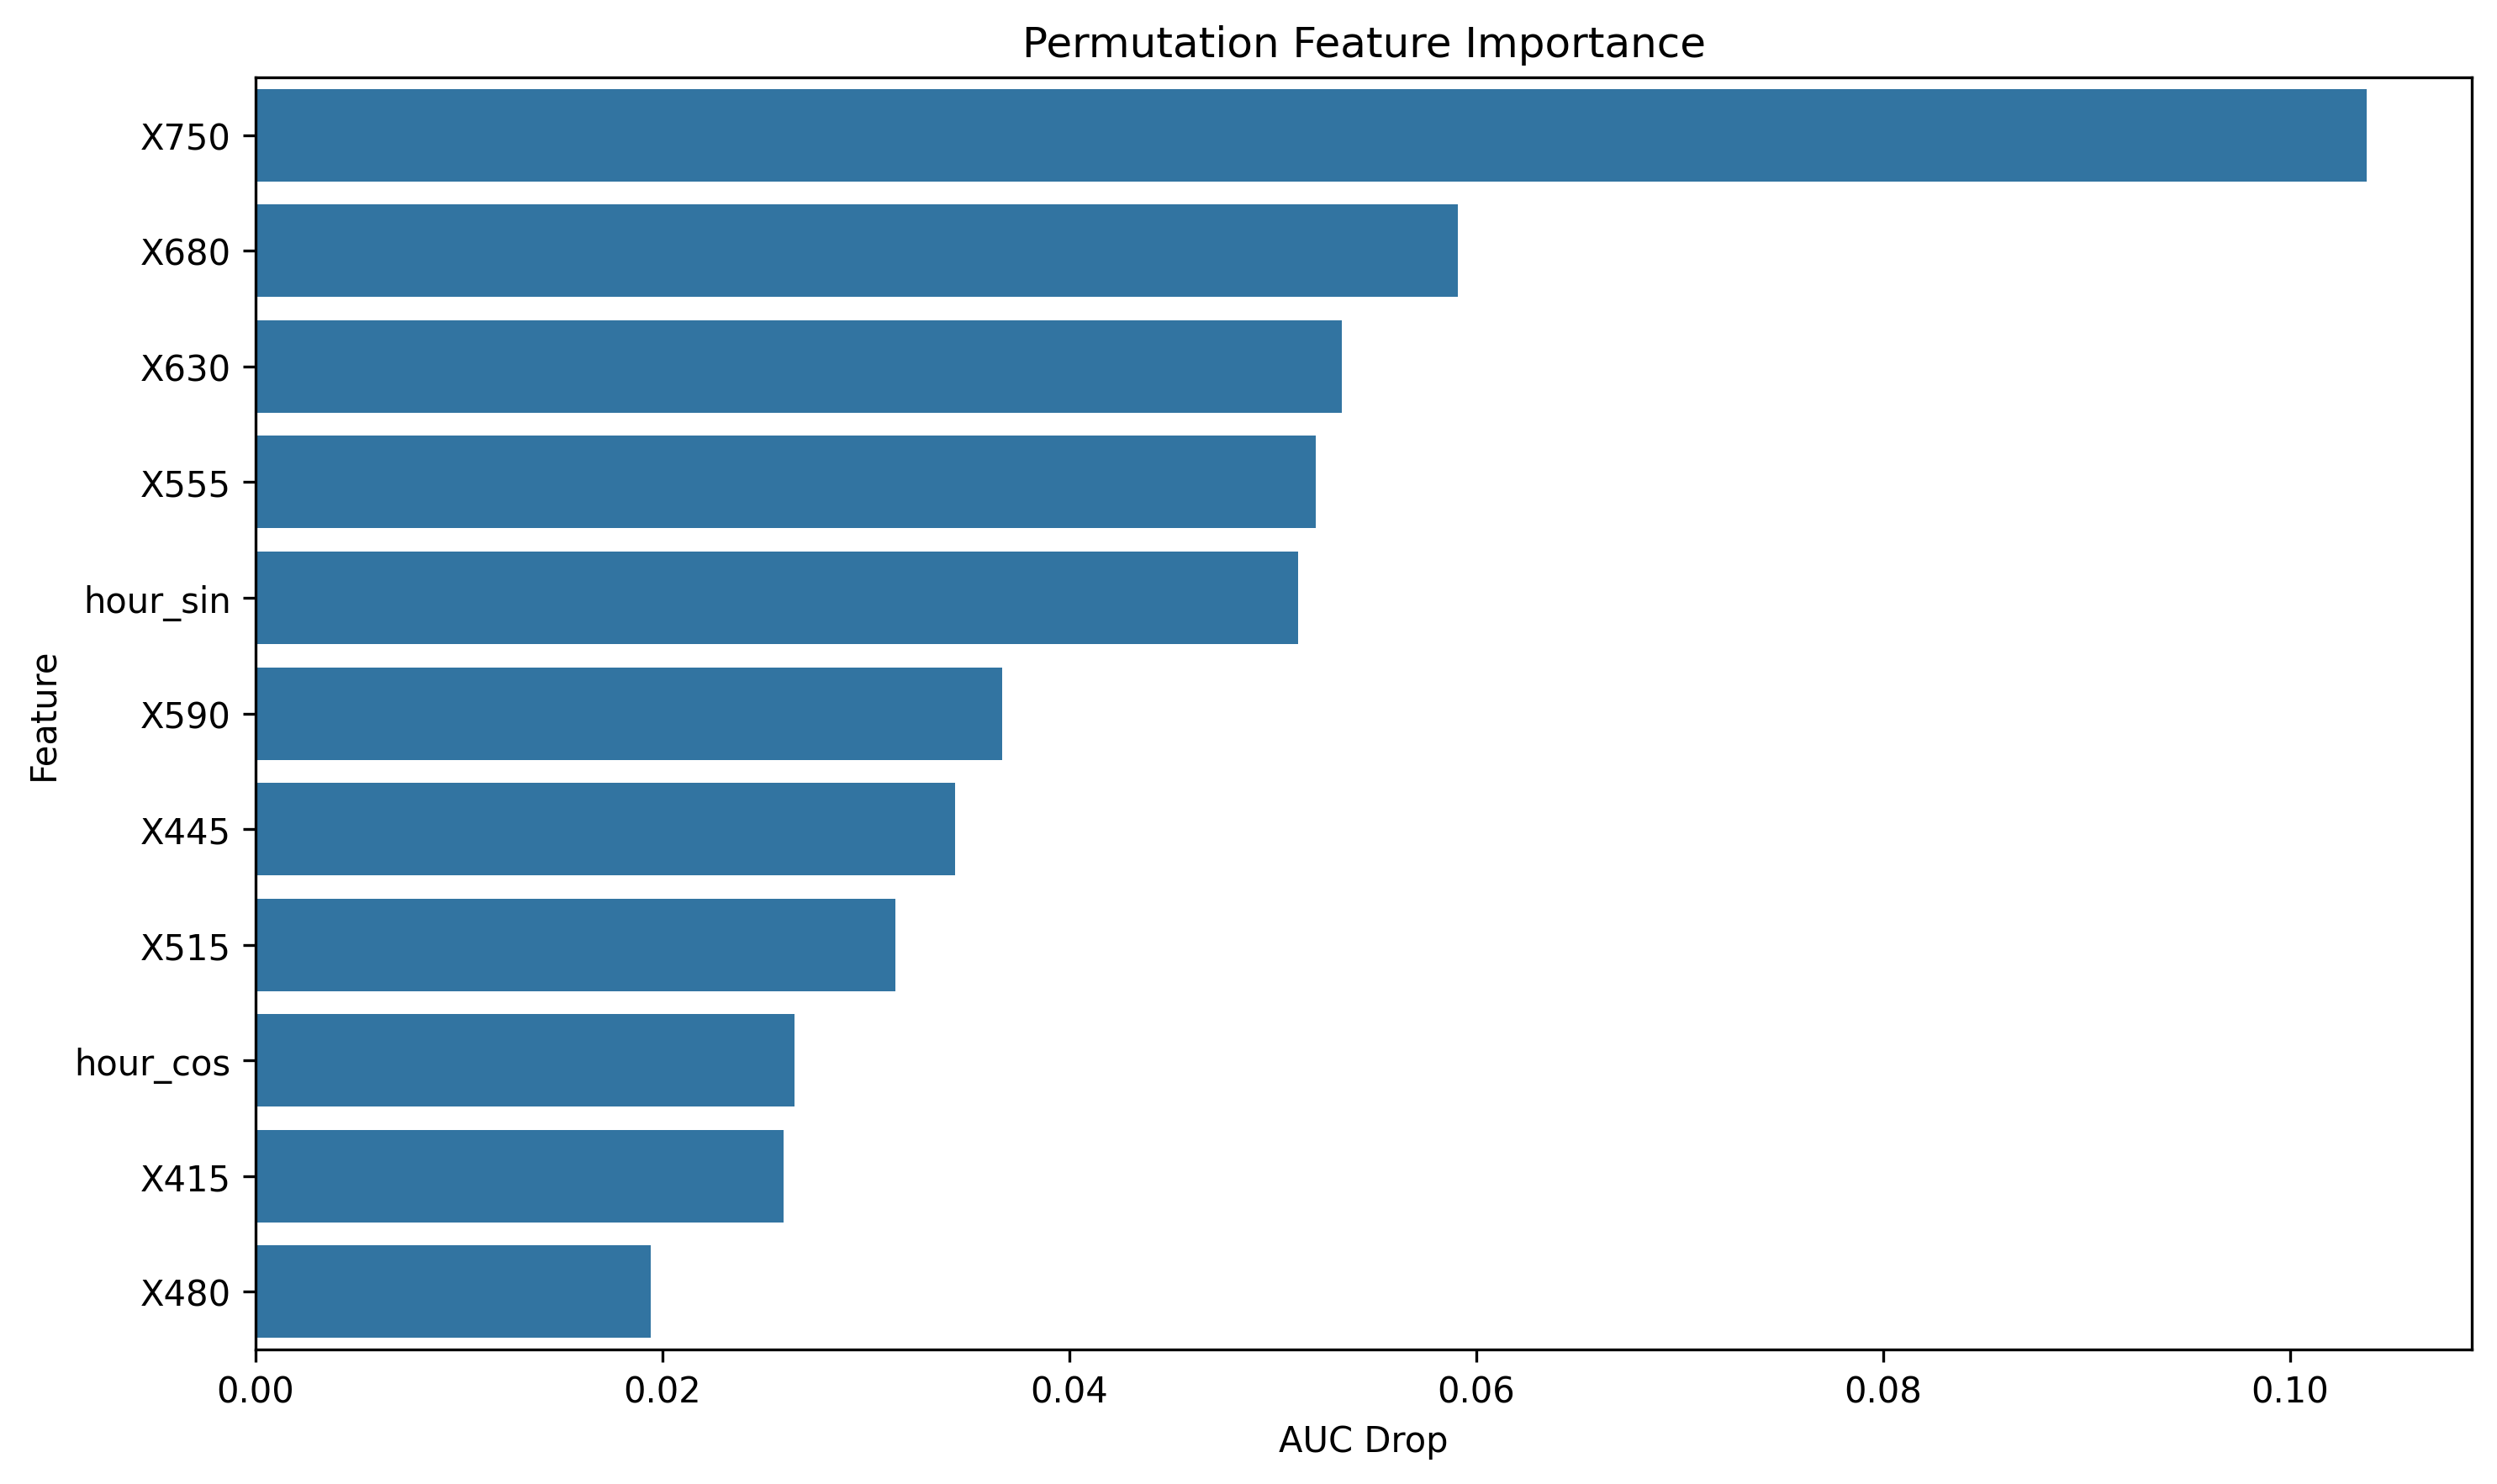 Permutation Feature Importance
X750
X680
X630
X555
hour_sin
X590
X445
X515
hour_cos
X415
X480
Feature
0.00 0.02 0.04 0.06 0.08 0.10
AUC Drop